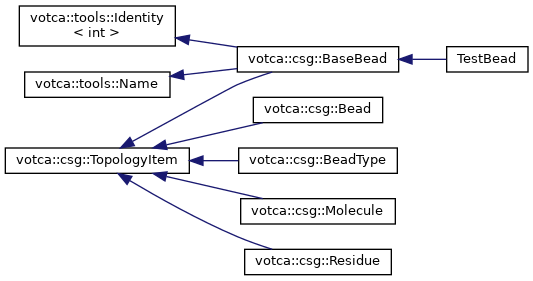 votca::tools::Identity
< int >
votca::csg::BaseBead
TestBead
votca::tools::Name
votca::csg::Bead
votca::csg::TopologyItem
votca::csg::BeadType
votca::csg::Molecule
votca::csg::Residue